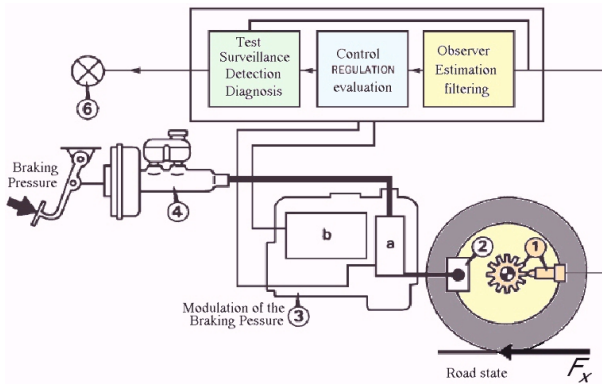 Test
Surveillance
Detection
Diagnosis
Control
REGULATION
evaluation
Observer
Estimation
filtering
6
Braking
Pressure
4
b
a
2
1
Modulation of the
Braking Pressure
3
Road state
Fx